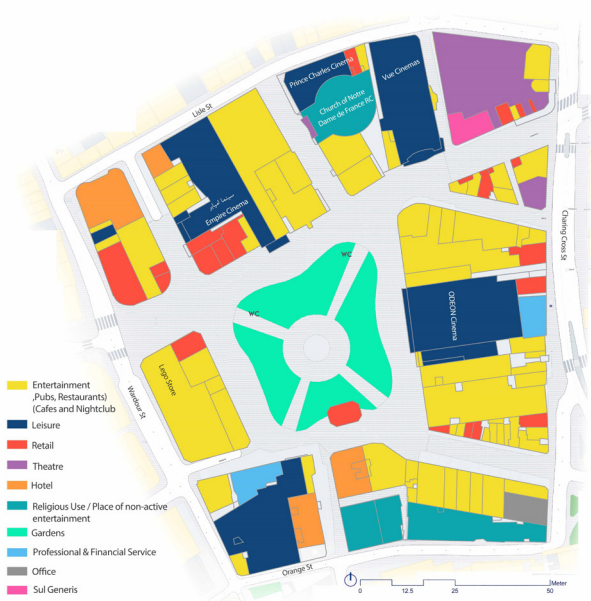 Prince Charles Cinema
Vue Cinemas
Church of Notre
Dame de France RC
Lisle St
سينما امباير
Empire Cinema
WC
WC
Charing Cross St
ODEON Cinema
Lego Store
Wardour St
Orange St
Entertainment
,Pubs, Restaurants)
(Cafes and Nightclub
Leisure
Retail
Theatre
Hotel
Religious Use / Place of non-active
entertainment
Gardens
Professional & Financial Service
Office
Sul Generis
Meter
0 12.5 25 50